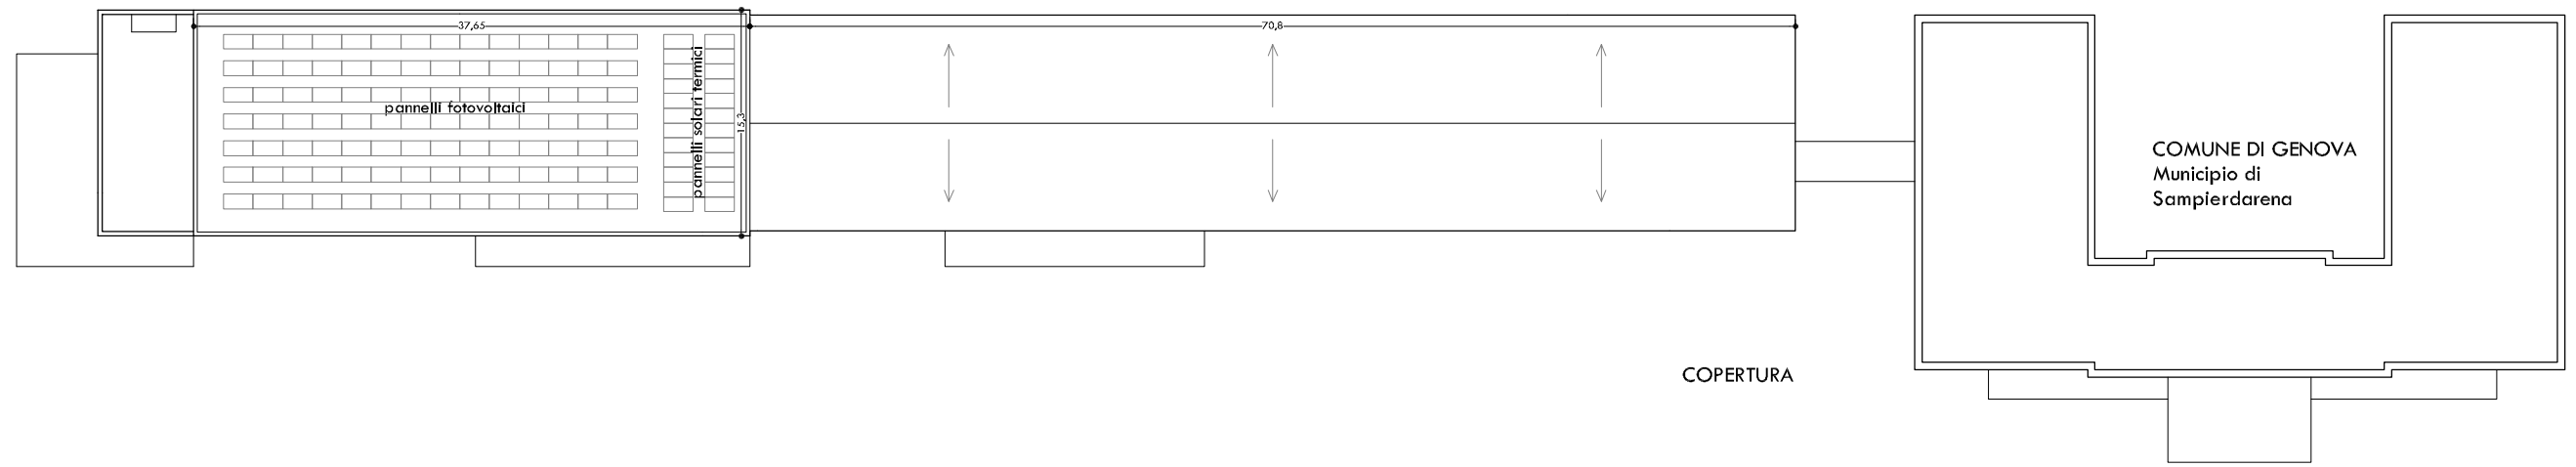 37,65
70,8
pannelli fotovoltaici
pannelli solari termici
15,3
COMUNE DI GENOVA
Municipio di
Sampierdarena
COPERTURA